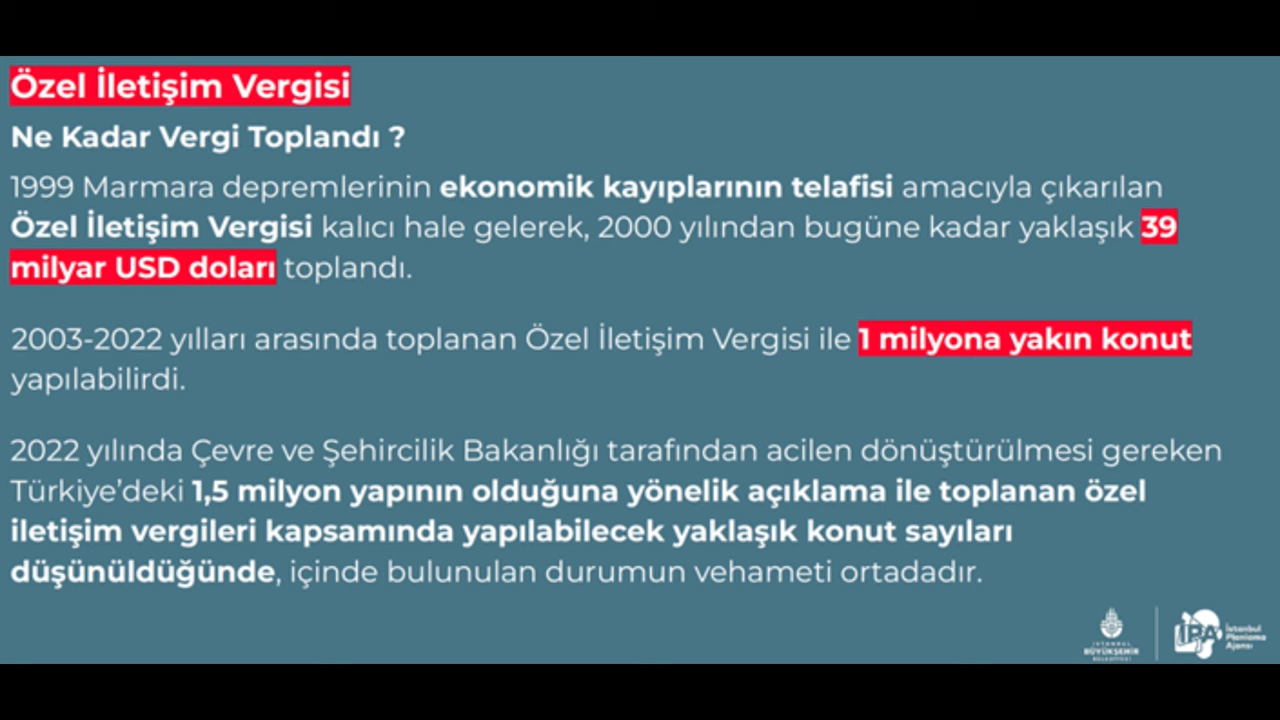 Özel İletişim Vergisi
Ne Kadar Vergi Toplandı ?
1999 Marmara depremlerinin ekonomik kayıplarının telafisi amacıyla çıkarılan
Özel İletişim Vergisi kalıcı hale gelerek, 2000 yılından bugüne kadar yaklaşık 39
milyar USD doları toplandı.
2003-2022 yılları arasında toplanan Özel İletişim Vergisi ile 1 milyona yakın konut
yapılabilirdi.
2022 yılında Çevre ve Şehircilik Bakanlığı tarafından acilen dönüştürülmesi gereken
Türkiye’deki 1,5 milyon yapının olduğuna yönelik açıklama ile toplanan özel
iletişim vergileri kapsamında yapılabilecek yaklaşık konut sayıları
düşünüldüğünde, içinde bulunulan durumun vehameti ortadadır.
İSTANBUL
BÜYÜKŞEHİR
BELEDİYESİ
İPA
İstanbul
Planlama
Ajansı